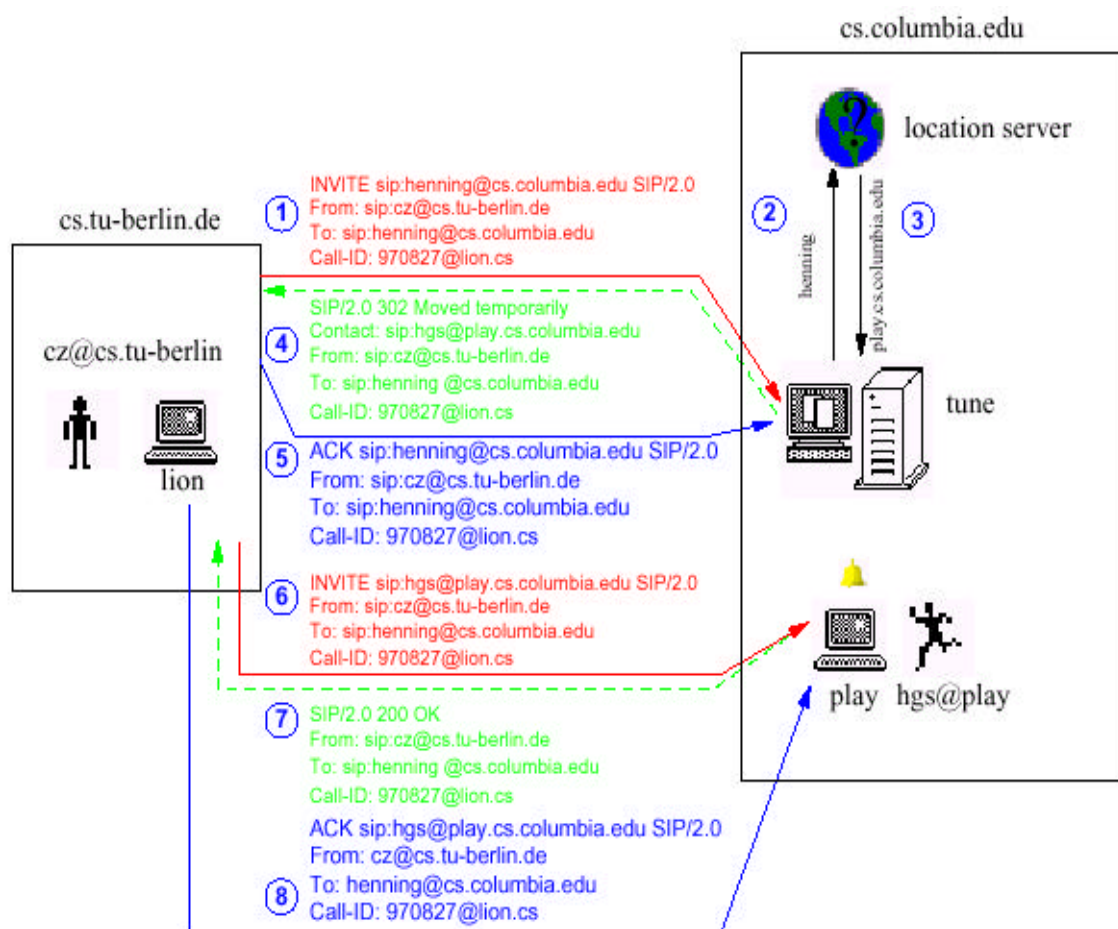 cs.columbia.edu
location server
INVITE sip:henning@cs.columbia.edu SIP/2.0
1
From: sip:cz@cs.tu-berlin.de
To: sip:henning@cs.columbia.edu
Call-ID: 970827@lion.cs
2
3
henning
play.cs.columbia.edu
cs.tu-berlin.de
SIP/2.0 302 Moved temporarily
4
Contact: sip:hgs@play.cs.columbia.edu
From: sip:cz@cs.tu-berlin.de
To: sip:henning @cs.columbia.edu
Call-ID: 970827@lion.cs
cz@cs.tu-berlin
lion
tune
5
ACK sip:henning@cs.columbia.edu SIP/2.0
From: sip:cz@cs.tu-berlin.de
To: sip:henning@cs.columbia.edu
Call-ID: 970827@lion.cs
6
INVITE sip:hgs@play.cs.columbia.edu SIP/2.0
From: sip:cz@cs.tu-berlin.de
To: sip:henning@cs.columbia.edu
Call-ID: 970827@lion.cs
play
hgs@play
7
SIP/2.0 200 OK
From: sip:cz@cs.tu-berlin.de
To: sip:henning @cs.columbia.edu
Call-ID: 970827@lion.cs
ACK sip:hgs@play.cs.columbia.edu SIP/2.0
From: cz@cs.tu-berlin.de
8
To: henning@cs.columbia.edu
Call-ID: 970827@lion.cs
?